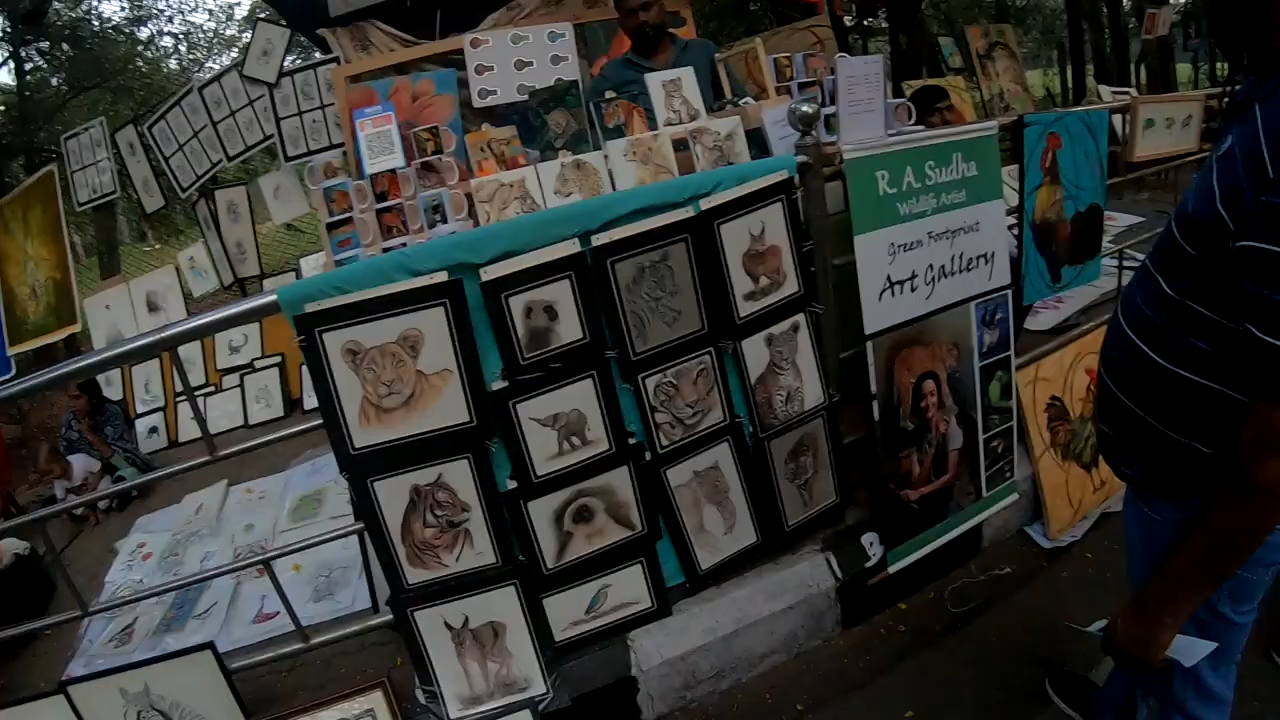 R. A. Sudha
Wildlife Artist
Green Footprint
Art Gallery
B